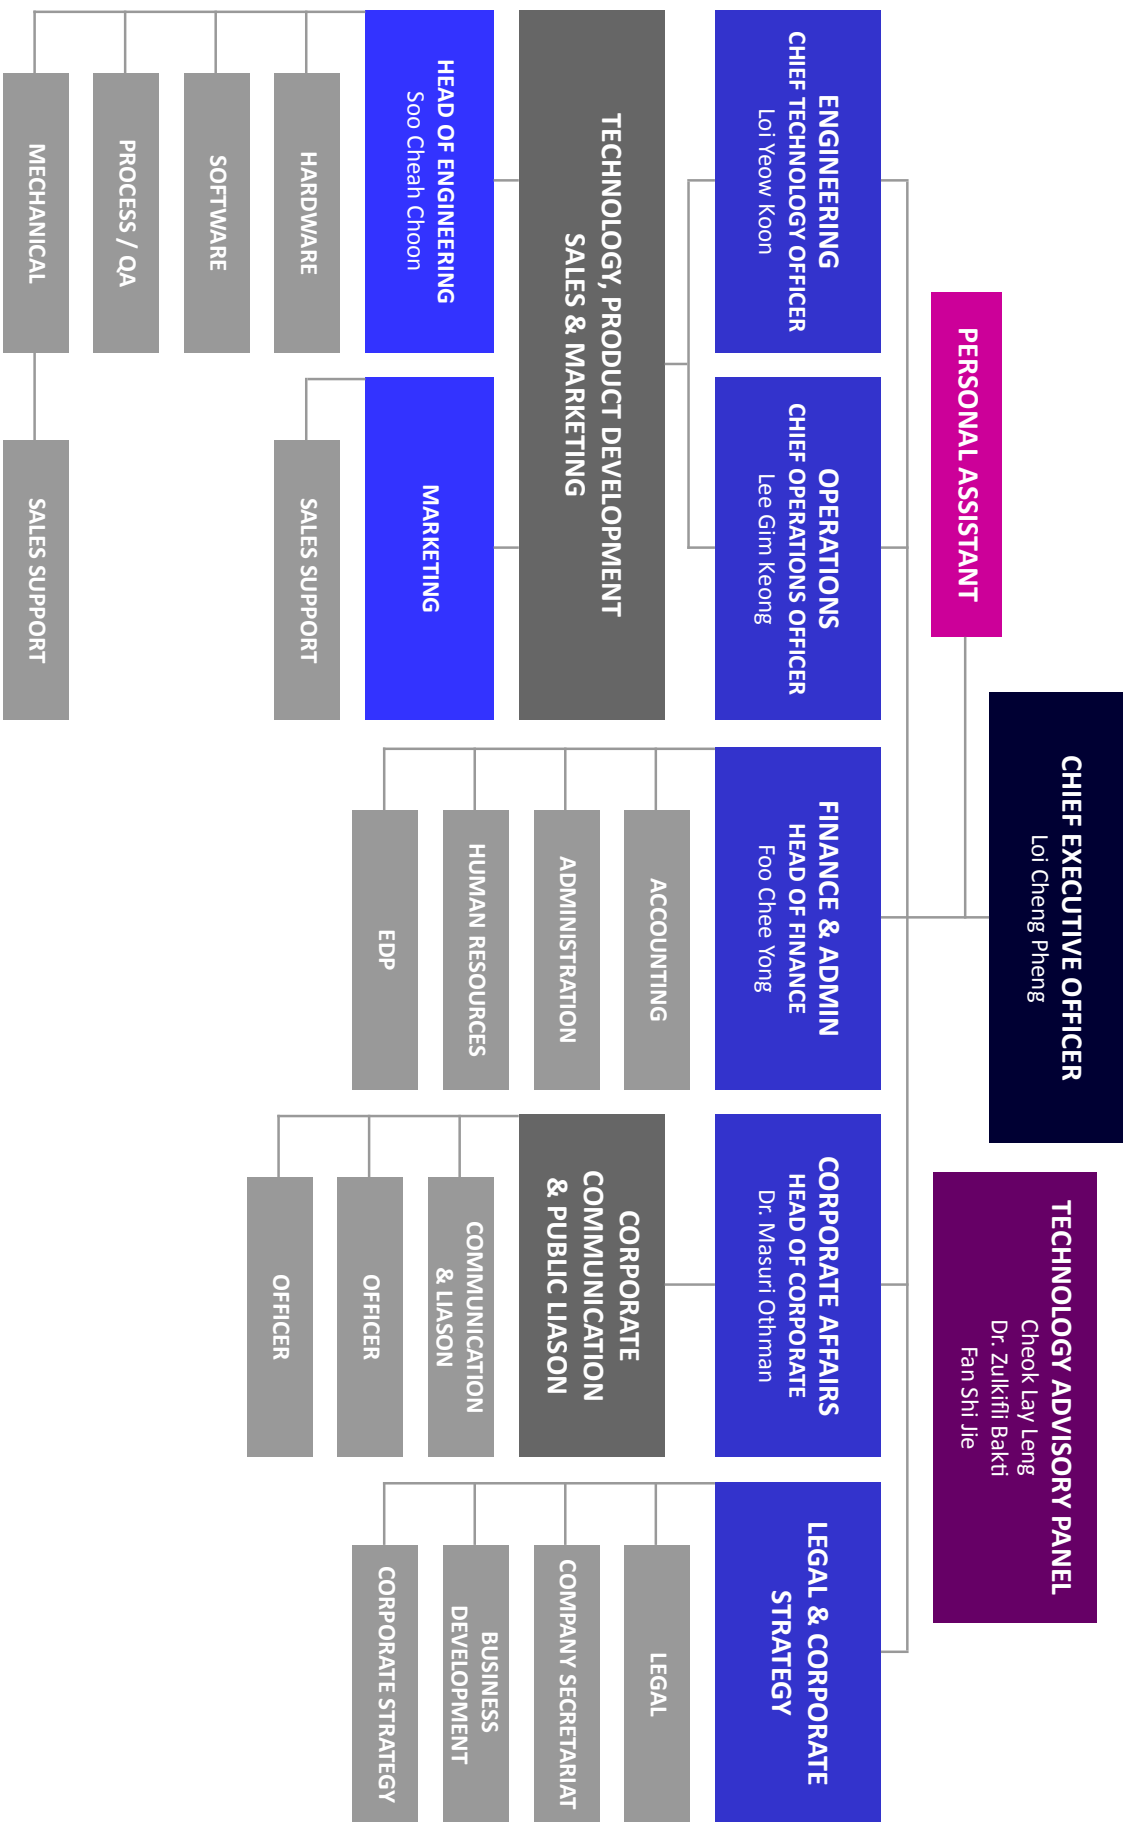 CHIEF EXECUTIVE OFFICER
Loi Cheng Pheng
TECHNOLOGY ADVISORY PANEL
Cheok Lay Leng
Dr. Zulkifli Bakti
Fan Shi Jie
PERSONAL ASSISTANT
ENGINEERING
CHIEF TECHNOLOGY OFFICER
Loi Yeow Koon
OPERATIONS
CHIEF OPERATIONS OFFICER
Lee Gim Keong
FINANCE & ADMIN
HEAD OF FINANCE
Foo Chee Yong
CORPORATE AFFAIRS
HEAD OF CORPORATE
Dr. Masuri Othman
LEGAL & CORPORATE
STRATEGY
TECHNOLOGY, PRODUCT DEVELOPMENT
SALES & MARKETING
HEAD OF ENGINEERING
Soo Cheah Choon
HARDWARE
SOFTWARE
PROCESS / QA
MECHANICAL
MARKETING
SALES SUPPORT
SALES SUPPORT
ACCOUNTING
ADMINISTRATION
HUMAN RESOURCES
EDP
CORPORATE
COMMUNICATION
& PUBLIC LIASON
COMMUNICATION
& LIASON
OFFICER
OFFICER
LEGAL
COMPANY SECRETARIAT
BUSINESS
DEVELOPMENT
CORPORATE STRATEGY